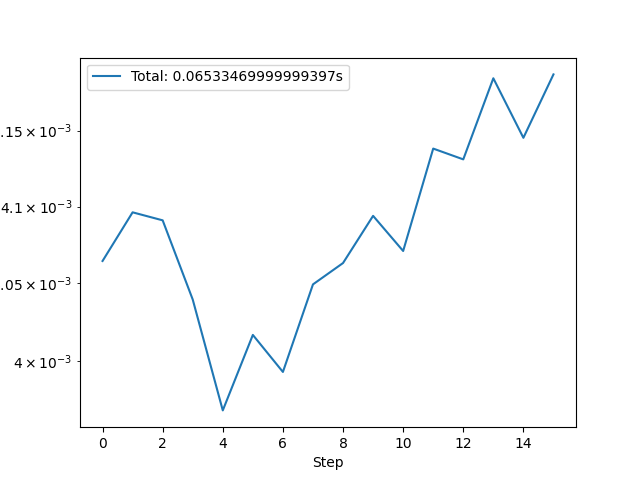 Total: 0.06533469999999397s
.15 × 10⁻³
4.1 × 10⁻³
.05 × 10⁻³
4 × 10⁻³
0 2 4 6 8 10 12 14
Step